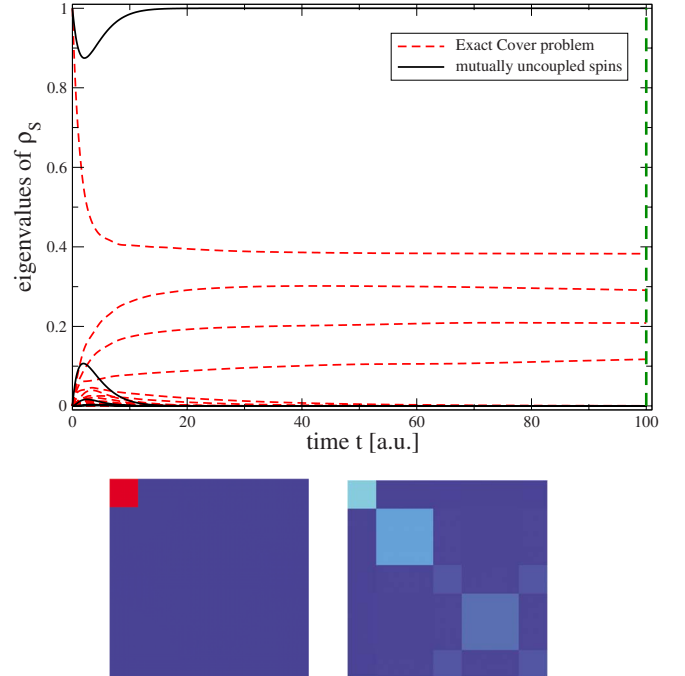 1
Exact Cover problem
mutually uncoupled spins
0.8
0.6
0.4
0.2
0
0 20 40 60 80 100
eigenvalues of ρS
time t [a.u.]